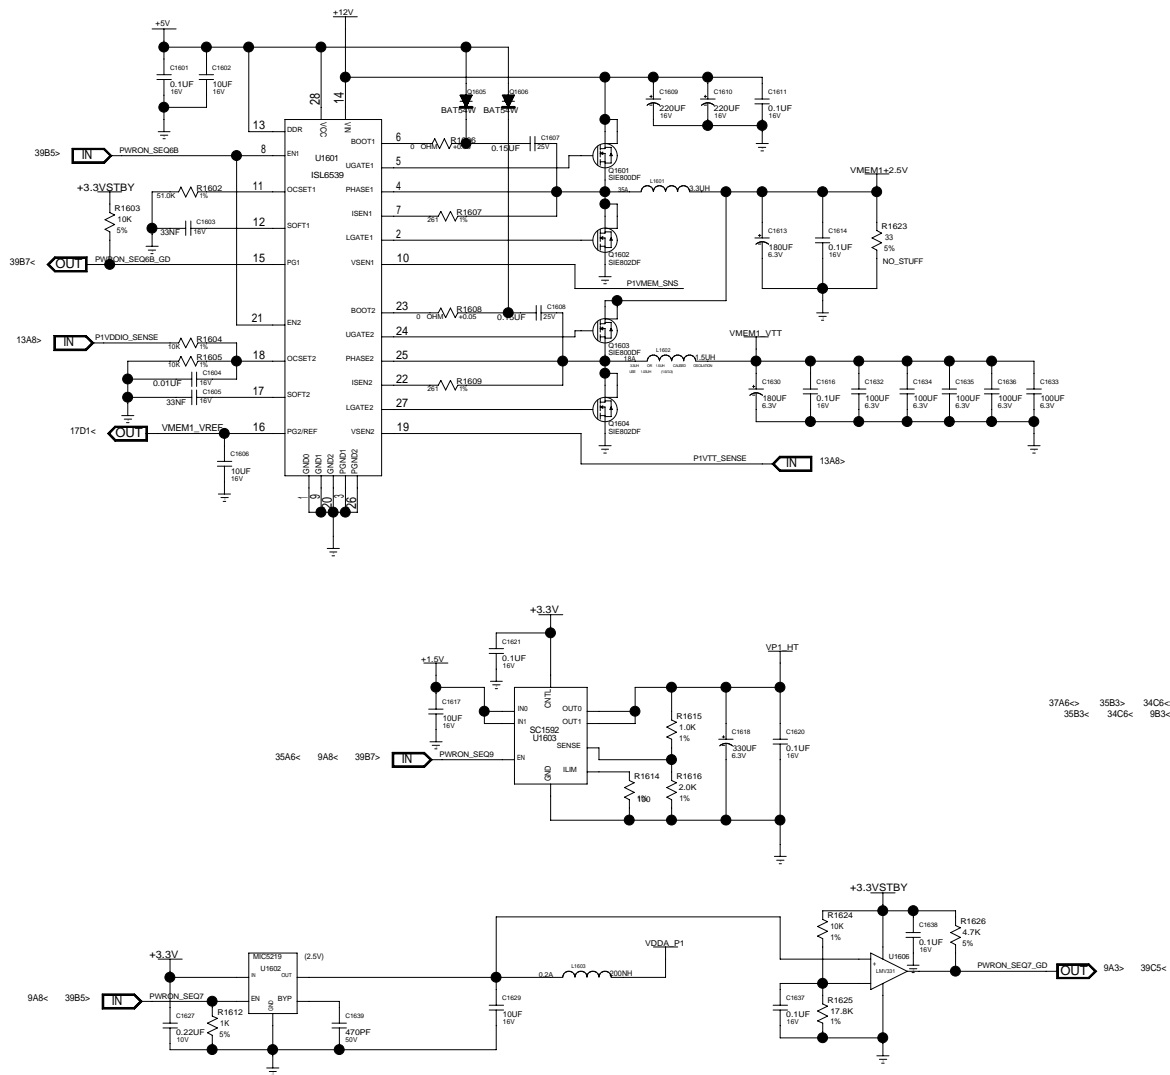 +12V
+5V
C1601
0.1UF
16V
C1602
10UF
16V
Q1605
BAT54W
Q1606
BAT54W
C1609
220UF
16V
C1610
220UF
16V
C1611
0.1UF
16V
28
14
VCC
VIN
13
DDR
39B5>
IN
PWRON_SEQ6B
8
EN1
U1601
ISL6539
BOOT1
6
0 OHM
R1606
+0.05
0.15UF
C1607
25V
UGATE1
5
Q1601
SIE800DF
+3.3VSTBY
R1603
10K
5%
51.0K
R1602
1%
11
OCSET1
PHASE1
4
35A
L1601
3.3UH
VMEM1+2.5V
33NF
C1603
16V
12
SOFT1
ISEN1
7
261
R1607
1%
LGATE1
2
Q1602
SIE802DF
C1613
180UF
6.3V
C1614
0.1UF
16V
R1623
33
5%
NO_STUFF
39B7<
OUT
PWRON_SEQ6B_GD
15
PG1
VSEN1
10
P1VMEM_SNS
21
EN2
BOOT2
23
0 OHM
R1608
+0.05
0.15UF
C1608
25V
UGATE2
24
Q1603
SIE800DF
13A8>
IN
P1VDDIO_SENSE
R1604
10K
1%
R1605
10K
1%
18
OCSET2
PHASE2
25
18A
L1602
1.5UH
VMEM1_VTT
C1604
0.01UF
16V
C1605
33NF
16V
17
SOFT2
ISEN2
22
261
R1609
1%
LGATE2
27
Q1604
SIE802DF
C1630
180UF
6.3V
C1616
0.1UF
16V
C1632
100UF
6.3V
C1634
100UF
6.3V
C1635
100UF
6.3V
C1636
100UF
6.3V
C1633
100UF
6.3V
17D1<
OUT
VMEM1_VREF
16
PG2/REF
VSEN2
19
P1VTT_SENSE
IN
13A8>
C1606
10UF
16V
GND0
GND1
GND2
PGND1
PGND2
1
9
20
3
26
+3.3V
C1621
0.1UF
16V
+1.5V
C1617
10UF
16V
VP1_HT
CNTL
IN0
IN1
OUT0
OUT1
SC1592
U1603
SENSE
EN
ILIM
GND
35A6< 9A8< 39B7>
IN
PWRON_SEQ9
R1615
1.0K
1%
R1614
100
1%
R1616
2.0K
1%
C1618
330UF
6.3V
C1620
0.1UF
16V
37A6<> 35B3> 34C6<
35B3< 34C6< 9B3<
+3.3V
MIC5219
U1602
(2.5V)
IN
OUT
EN
BYP
GND
9A8< 39B5>
IN
PWRON_SEQ7
C1627
0.22UF
10V
R1612
1K
5%
C1639
470PF
50V
0.2A
L1603
200NH
VDDA_P1
C1629
10UF
16V
+3.3VSTBY
R1624
10K
1%
C1638
0.1UF
16V
R1626
4.7K
5%
U1606
LMV331
PWRON_SEQ7_GD
OUT
9A3> 39C5<
C1637
0.1UF
16V
R1625
17.8K
1%